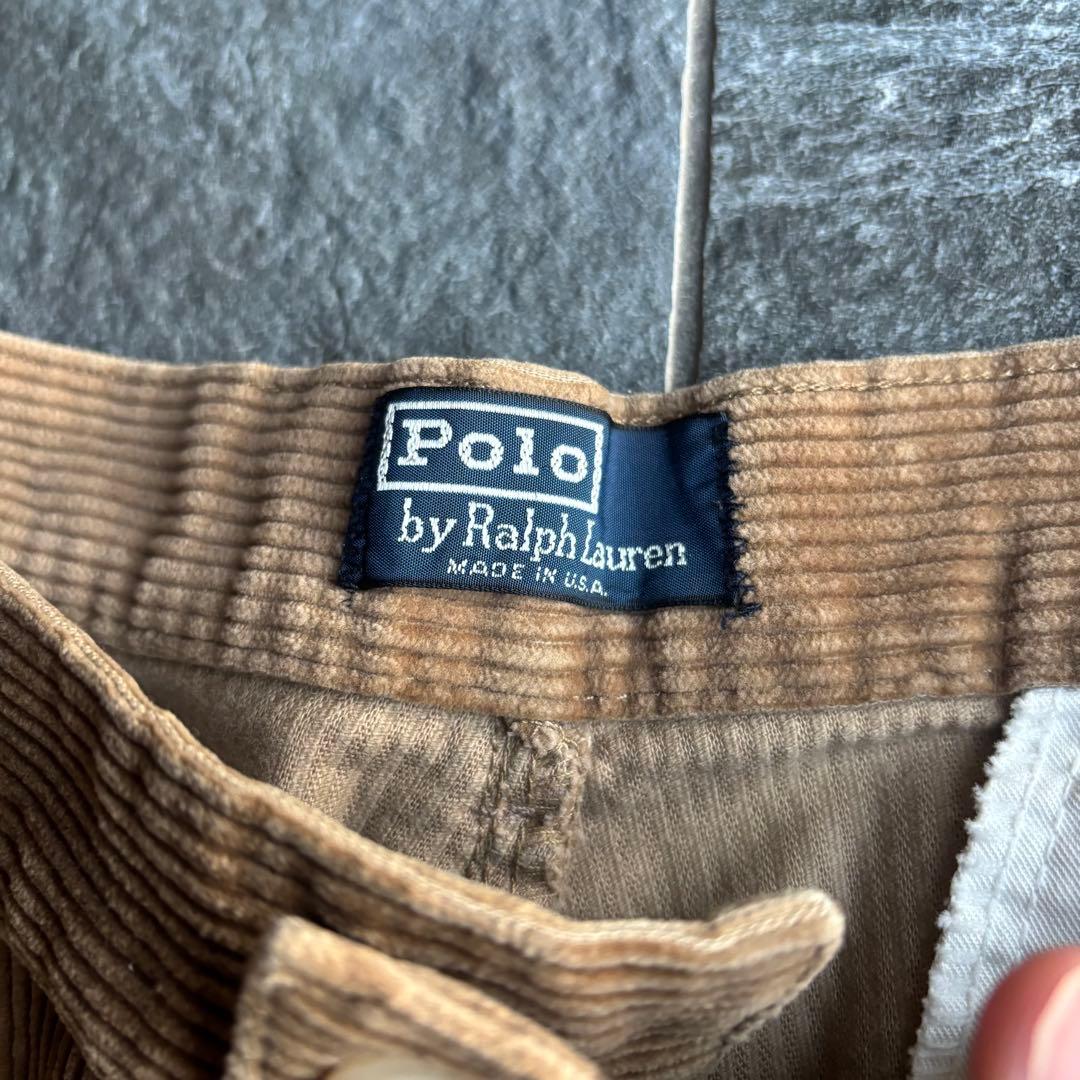 Polo
by Ralph Lauren
MADE IN U.S.A.